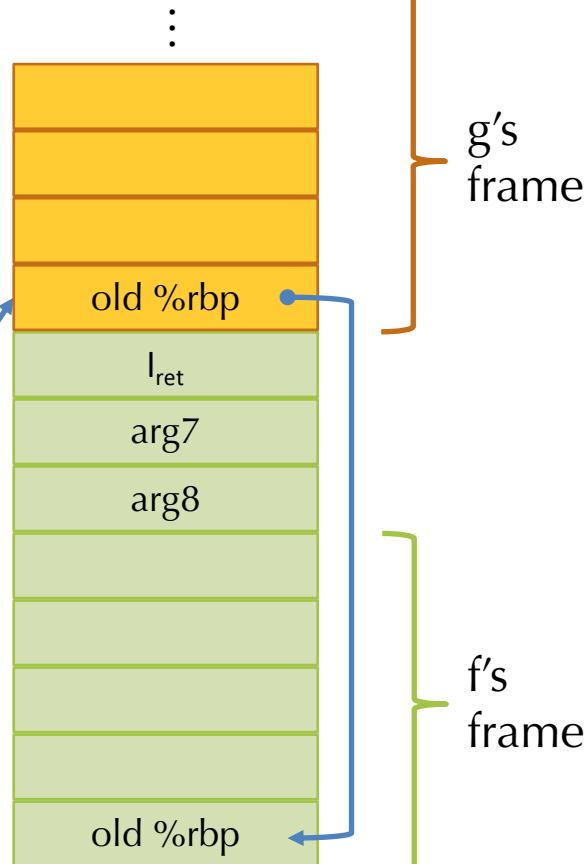 ⋮
g's
frame
old %rbp
lret
arg7
arg8
f's
frame
old %rbp